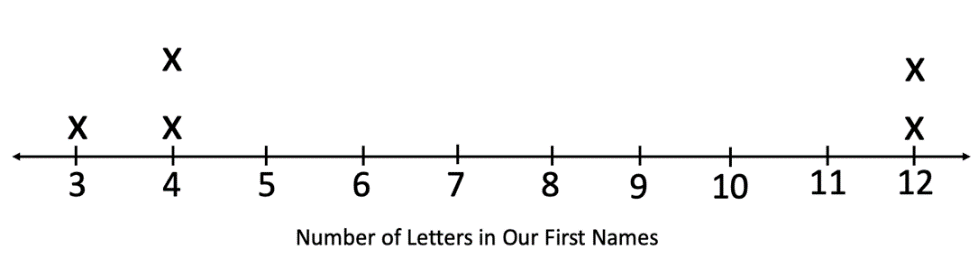 X X
X X X
3 4 5 6 7 8 9 10 11 12
Number of Letters in Our First Names